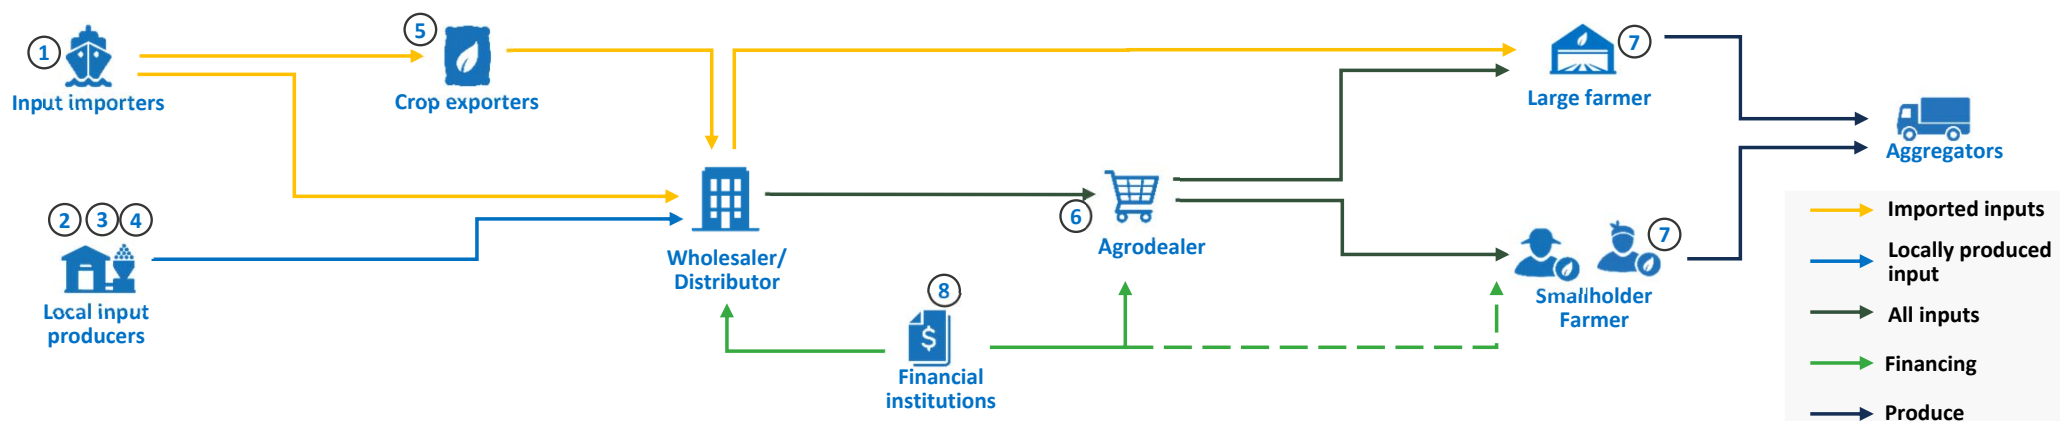 1
Input importers
5
Crop exporters
7
Large farmer
Aggregators
2 3 4
Local input
producers
Wholesaler/
Distributor
6
Agrodealer
7
Smallholder
Farmer
8
$
Financial
institutions
Imported inputs
Locally produced
input
All inputs
Financing
Produce